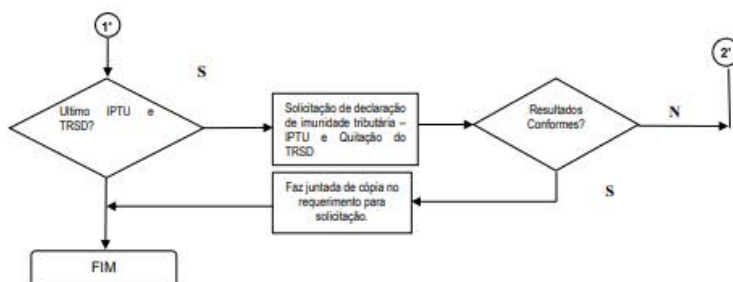 1'
2'
S
Ultimo IPTU e
TRSD?
Solicitação de declaração
de imunidade tributária –
IPTU e Quitação do
TRSD
Resultados
Conformes?
N
S
Faz juntada de cópia no
requerimento para
solicitação.
FIM